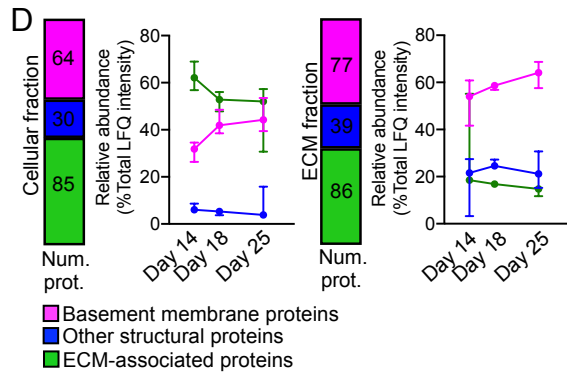 D
Cellular fraction
64
30
85
Num.
prot.
Relative abundance
(%Total LFQ intensity)
80
60
40
20
0
Day 14
Day 18
Day 25
ECM fraction
77
39
86
Num.
prot.
Relative abundance
(%Total LFQ intensity)
80
60
40
20
0
Day 14
Day 18
Day 25
Basement membrane proteins
Other structural proteins
ECM-associated proteins